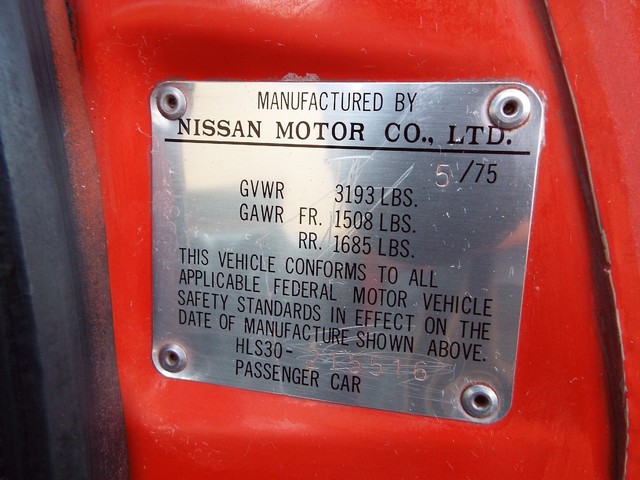 MANUFACTURED BY
NISSAN MOTOR CO., LTD.
5/75
GVWR 3193 LBS.
GAWR FR. 1508 LBS.
RR. 1685 LBS.
THIS VEHICLE CONFORMS TO ALL
APPLICABLE FEDERAL MOTOR VEHICLE
SAFETY STANDARDS IN EFFECT ON THE
DATE OF MANUFACTURE SHOWN ABOVE.
HLS30-
PASSENGER CAR